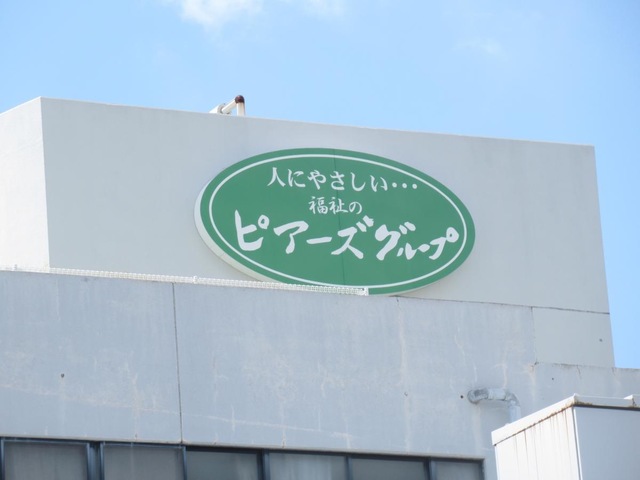 人にやさしい・・・
福祉の
ピアーズグループ